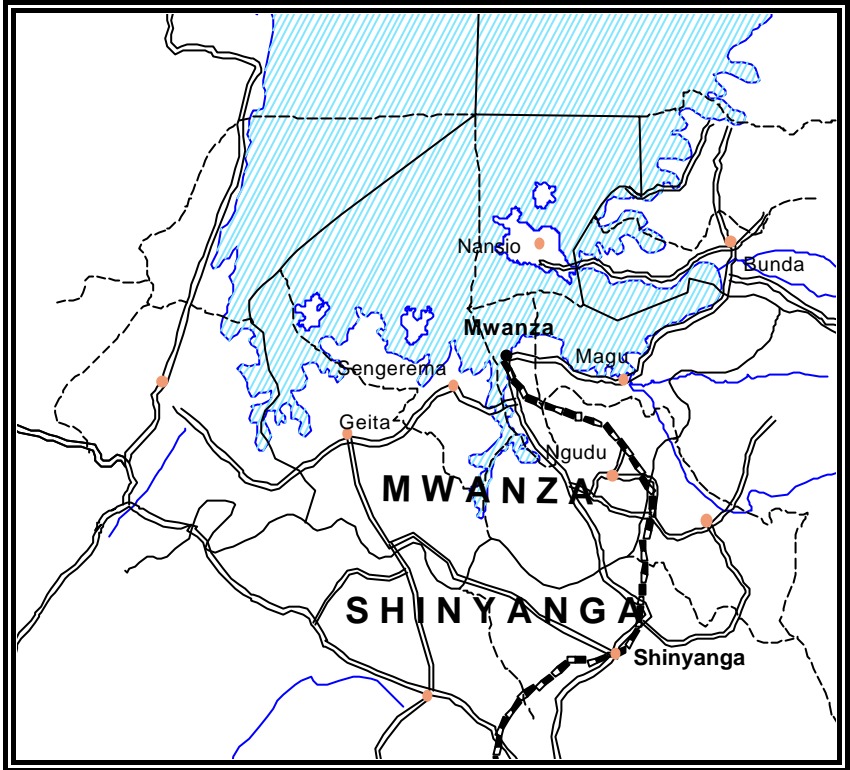 Nansio
Bunda
Mwanza
Magu
Sengerema
Geita
Ngudu
MWANZA
SHINYANGA
Shinyanga